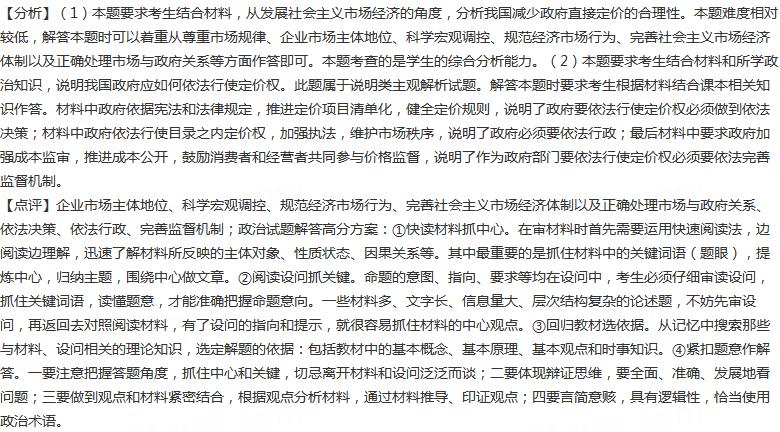 【分析】（1）本题要求考生结合材料，从发展社会主义市场经济的角度，分析我国减少政府直接定价的合理性。本题难度相对
较低，解答本题时可以着重从尊重市场规律、企业市场主体地位、科学宏观调控、规范经济市场行为、完善社会主义市场经济
体制以及正确处理市场与政府关系等方面作答即可。本题考查的是学生的综合分析能力。（2）本题要求考生结合材料和所学政
治知识，说明我国政府应如何依法行使定价权。此题属于说明类主观解析试题。解答本题时要求考生根据材料结合课本相关知
识作答。材料中政府依据宪法和法律规定，推进定价项目清单化，健全定价规则，说明了政府要依法行使定价权必须做到依法
决策；材料中政府依法行使目录之内定价权，加强执法，维护市场秩序，说明了政府必须要依法行政；最后材料中要求政府加
强成本监审，推进成本公开，鼓励消费者和经营者共同参与价格监督，说明了作为政府部门要依法行使定价权必须要依法完善
监督机制。
【点评】企业市场主体地位、科学宏观调控、规范经济市场行为、完善社会主义市场经济体制以及正确处理市场与政府关系、
依法决策、依法行政、完善监督机制；政治试题解答高分方案：①快读材料抓中心。在审材料时首先需要运用快速阅读法，边
阅读边理解，迅速了解材料所反映的主体对象、性质状态、因果关系等。其中最重要的是抓住材料中的关键词语（题眼），提
炼中心，归纳主题，围绕中心做文章。②阅读设问抓关键。命题的意图、指向、要求等均在设问中，考生必须仔细审读设问，
抓住关键词语，读懂题意，才能准确把握命题意向。一些材料多、文字长、信息量大、层次结构复杂的论述题，不妨先审设
问，再返回去对照阅读材料，有了设问的指向和提示，就很容易抓住材料的中心观点。③回归教材选依据。从记忆中搜索那些
与材料、设问相关的理论知识，选定解题的依据：包括教材中的基本概念、基本原理、基本观点和时事知识。④紧扣题意作解
答。一要注意把握答题角度，抓住中心和关键，切忌离开材料和设问泛泛而谈；二要体现辩证思维，要全面、准确、发展地看
问题；三要做到观点和材料紧密结合，根据观点分析材料，通过材料推导、印证观点；四要言简意赅，具有逻辑性，恰当使用
政治术语。